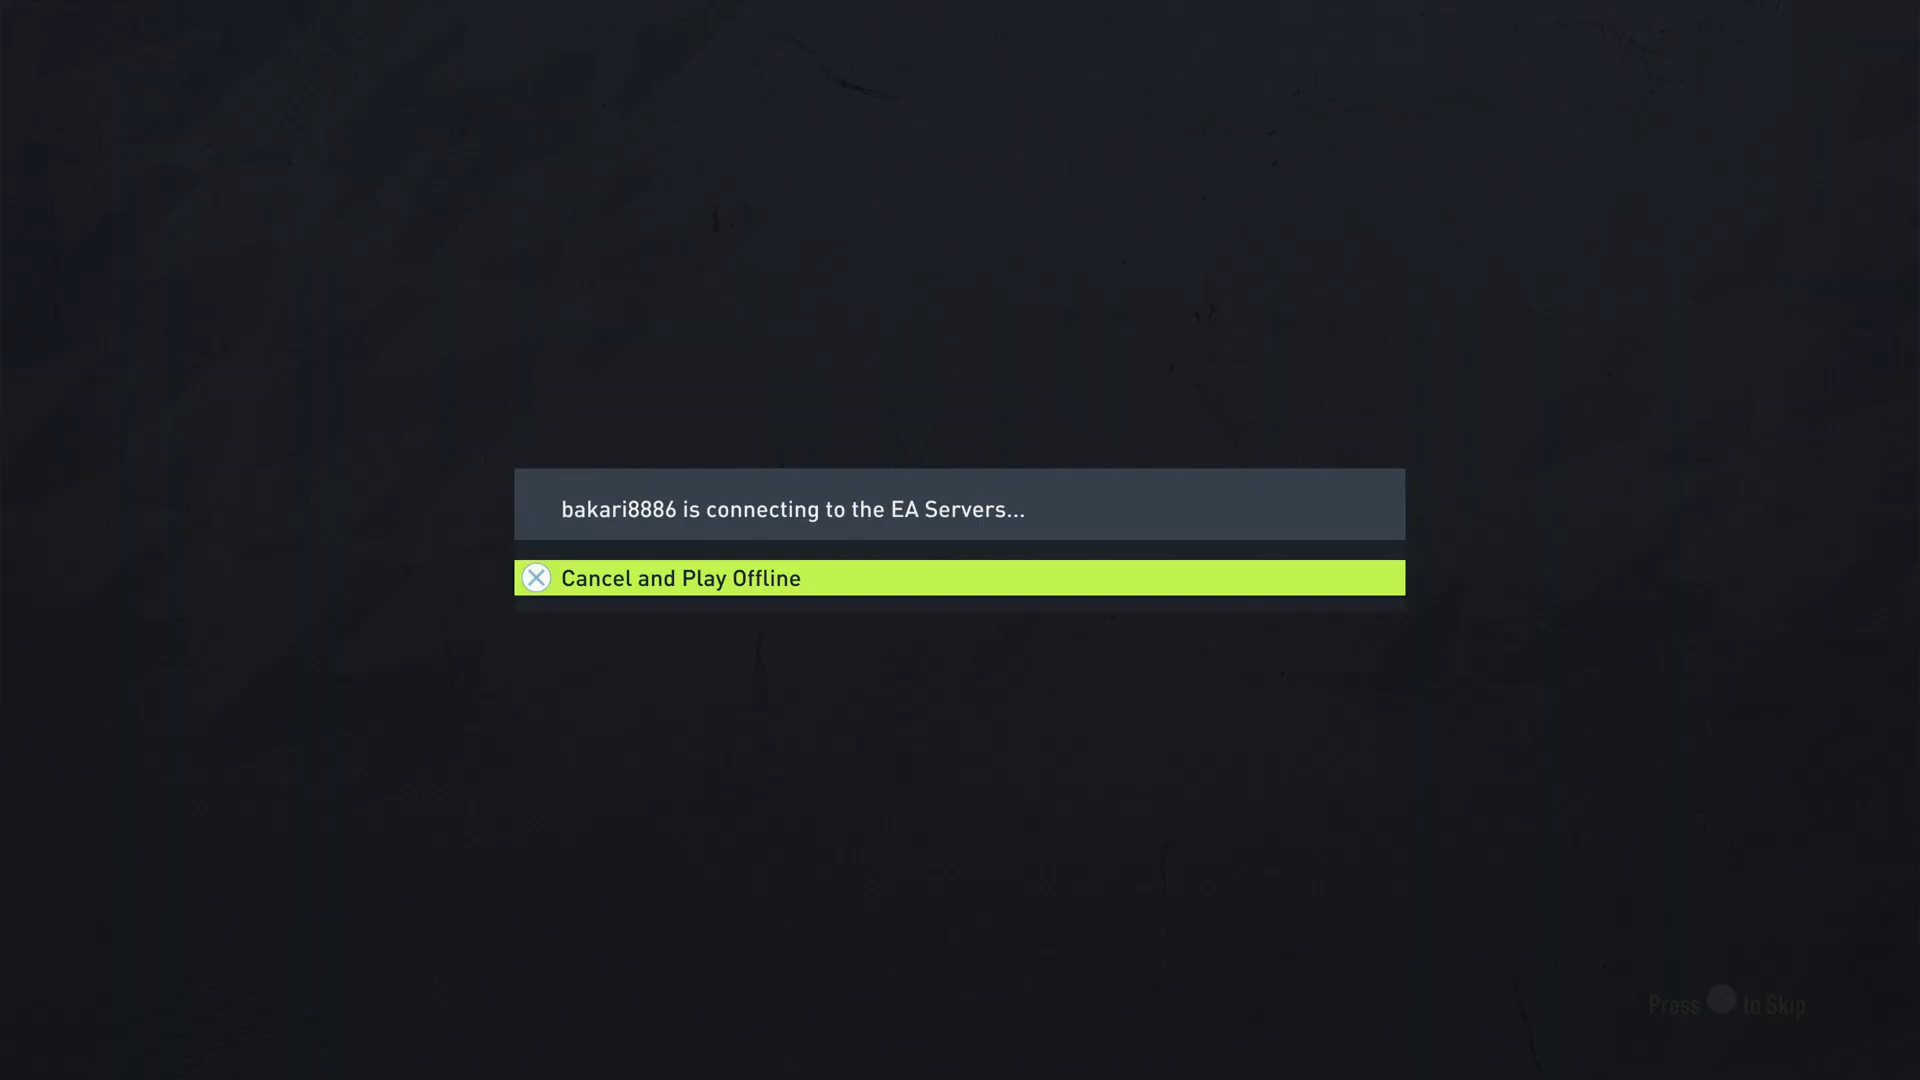 bakari8886 is connecting to the EA Servers...
Cancel and Play Offline
Press to Skip